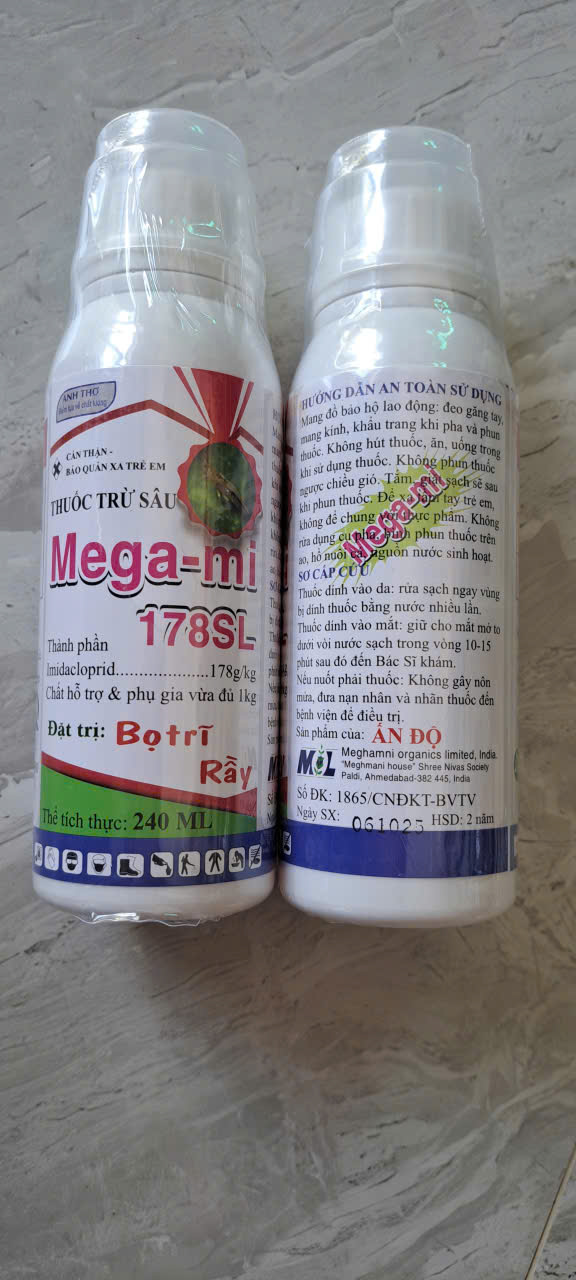 ÁNH THƠ
CẨN THẬN -
BẢO QUẢN XA TRẺ EM
THUỐC TRỪ SÂU
Mega-mi
178SL
Thành phần
Imidacloprid....................178g/kg
Chất hỗ trợ & phụ gia vừa đủ 1kg
Đặt trị: Bọ trĩ
Rầy
Thể tích thực: 240 ML
HƯỚNG DẪN AN TOÀN SỬ DỤNG
Mang đồ bảo hộ lao động: đeo găng tay,
mang kính, khẩu trang khi pha và phun
thuốc. Không hút thuốc, ăn, uống trong
khi sử dụng thuốc. Không phun thuốc
ngược chiều gió. Tắm, giặt sạch sẽ sau
khi phun thuốc. Để xa tầm tay trẻ em,
không để chung với thực phẩm. Không
rửa dụng cụ pha, bình phun thuốc trên
ao, hồ nuôi cá, nguồn nước sinh hoạt.
Mega-mi
SƠ CẤP CỨU
Thuốc dính vào da: rửa sạch ngay vùng
bị dính thuốc bằng nước nhiều lần.
Thuốc dính vào mắt: giữ cho mắt mở to
dưới vòi nước sạch trong vòng 10-15
phút sau đó đến Bác Sĩ khám.
Nếu nuốt phải thuốc: Không gây nôn
mửa, đưa nạn nhân và nhãn thuốc đến
bệnh viện để điều trị.
Sản phẩm của: ẤN ĐỘ
MOL Meghamni organics limited, India.
"Meghmani house" Shree Nivas Society
Paldi, Ahmedabad-382 445, India
Số ĐK: 1865/CNĐKT-BVTV
Ngày SX: 061025 HSD: 2 năm